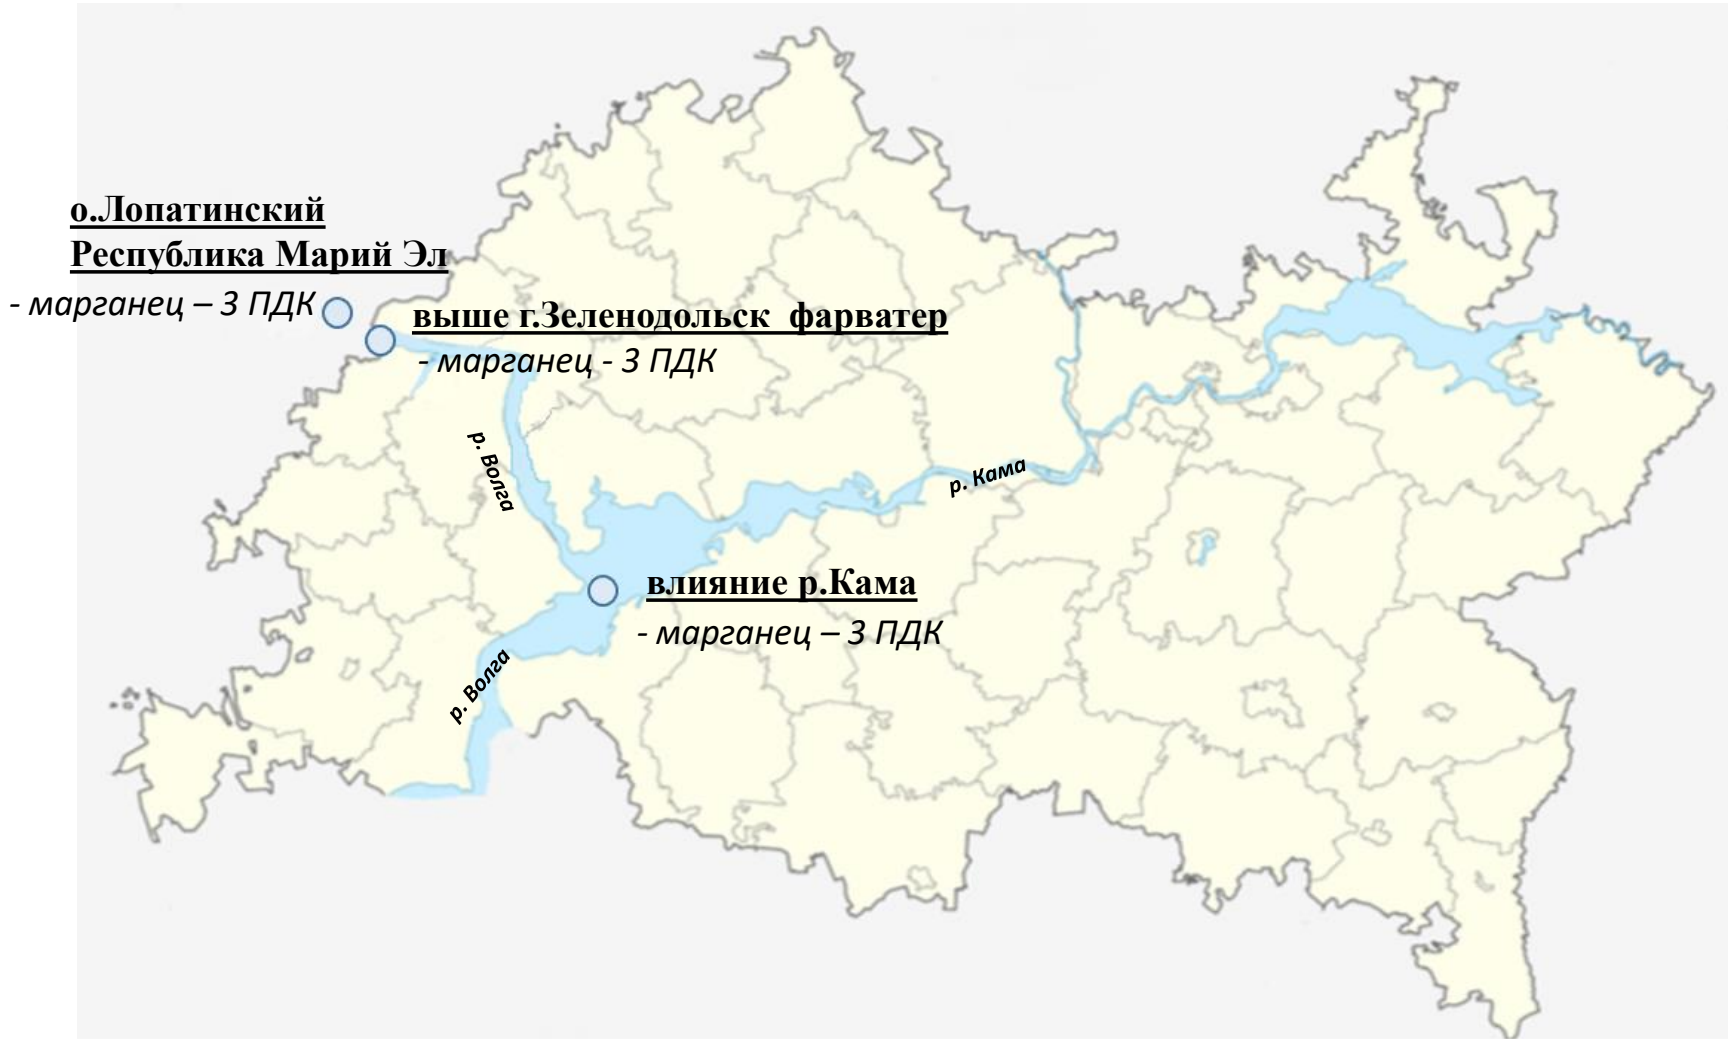 о.Лопатинский
Республика Марий Эл
- марганец – 3 ПДК
выше г.Зеленодольск фарватер
- марганец - 3 ПДК
р. Волга
р. Кама
влияние р.Кама
- марганец – 3 ПДК
р. Волга